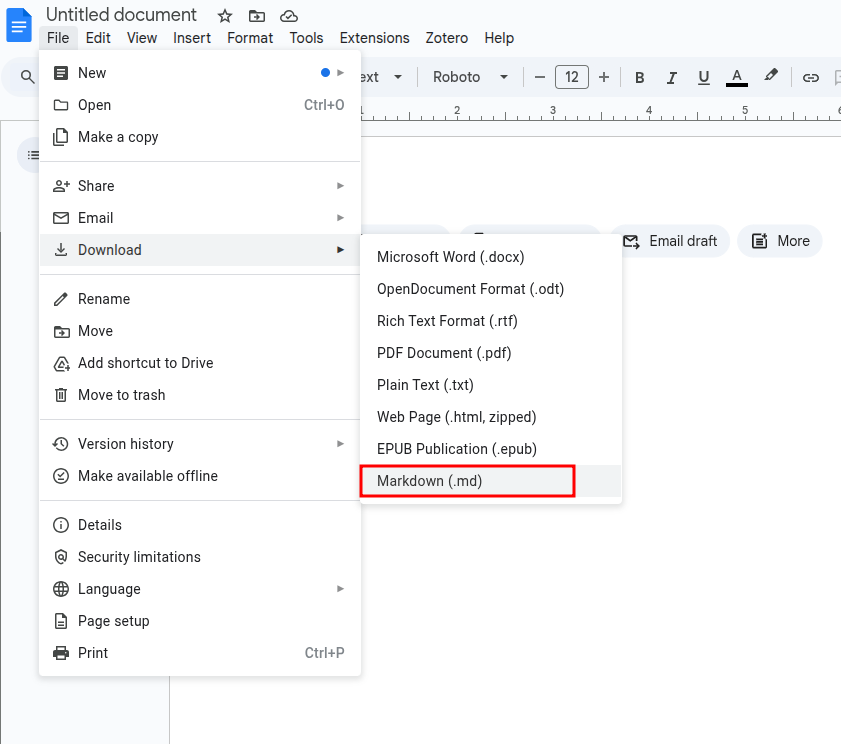 Untitled document
File Edit View Insert Format Tools Extensions Zotero Help
New
ext Roboto 12 B I U A
Open Ctrl+O
1 2 3 4 5
Make a copy
Share
Email
Email draft More
Download
Microsoft Word (.docx)
OpenDocument Format (.odt)
Rename
Rich Text Format (.rtf)
Move
PDF Document (.pdf)
Add shortcut to Drive
Plain Text (.txt)
Move to trash
Web Page (.html, zipped)
Version history
EPUB Publication (.epub)
Make available offline
Markdown (.md)
Details
Security limitations
Language
Page setup
Print Ctrl+P